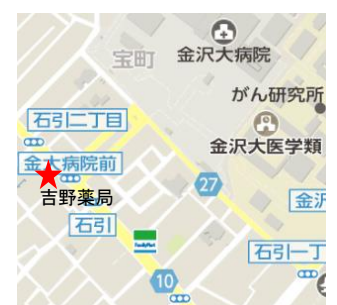 宝町
金沢大病院
がん研究所
石引二丁目
金沢大医学類
金大病院前
27
吉野薬局
金沢
石引
FamilyMart
石引一丁
10